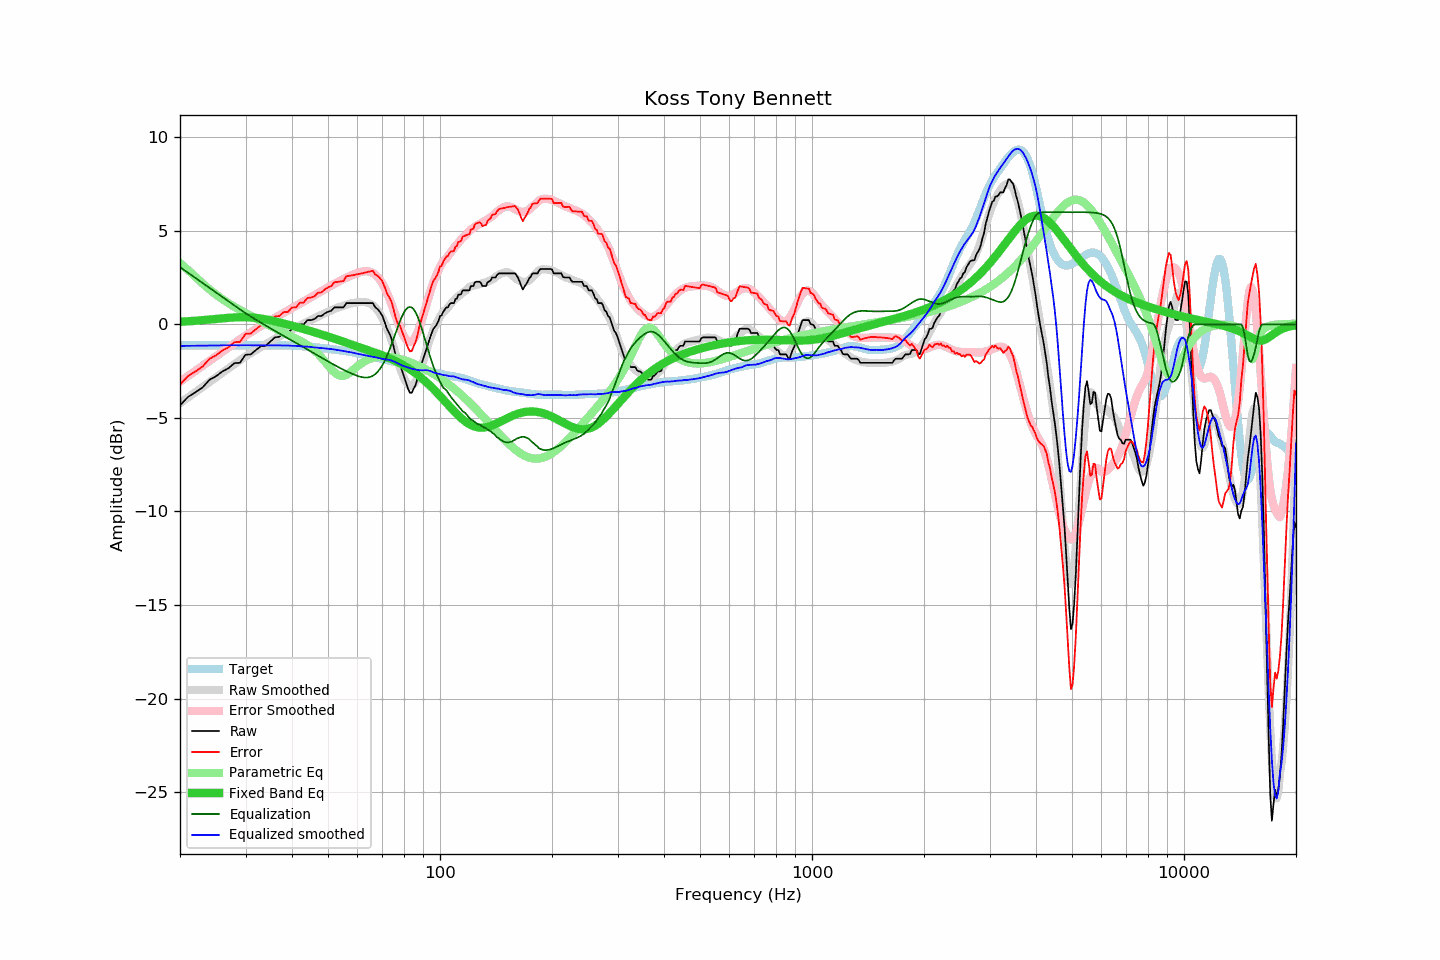 Koss Tony Bennett
10
5
0
−5
−10
−15
−20
−25
Amplitude (dBr)
Target
Raw Smoothed
Error Smoothed
Raw
Error
Parametric Eq
Fixed Band Eq
Equalization
Equalized smoothed
100
1000
10000
Frequency (Hz)